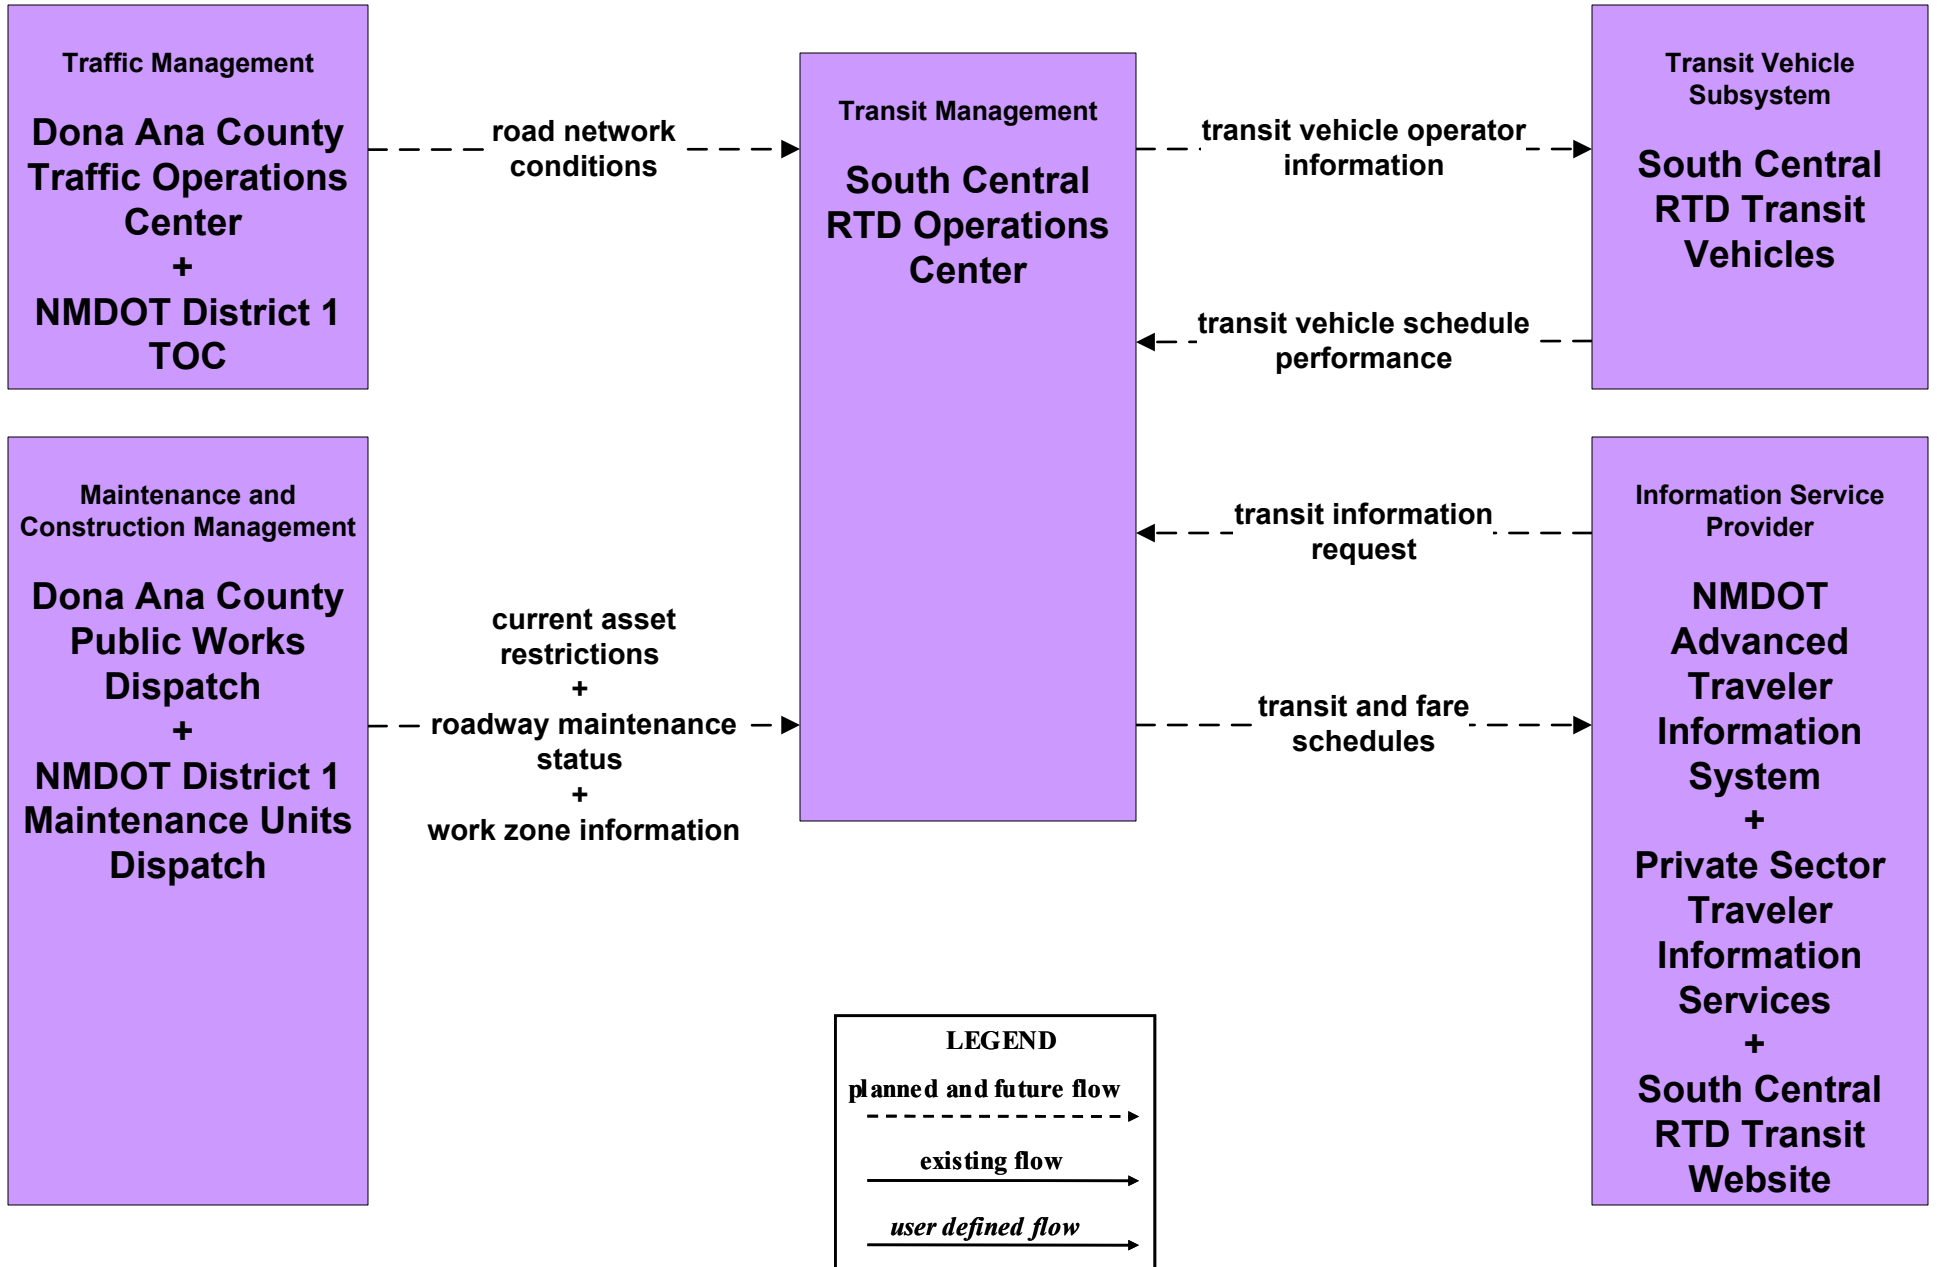 Traffic Management
Dona Ana County
Traffic Operations
Center
+
NMDOT District 1
TOC
road network
conditions
Transit Management
South Central
RTD Operations
Center
transit vehicle operator
information
Transit Vehicle
Subsystem
South Central
RTD Transit
Vehicles
transit vehicle schedule
performance
Maintenance and
Construction Management
Dona Ana County
Public Works
Dispatch
+
NMDOT District 1
Maintenance Units
Dispatch
current asset
restrictions
+
roadway maintenance
status
+
work zone information
transit information
request
transit and fare
schedules
Information Service
Provider
NMDOT
Advanced
Traveler
Information
System
+
Private Sector
Traveler
Information
Services
+
South Central
RTD Transit
Website
LEGEND
planned and future flow
existing flow
user defined flow